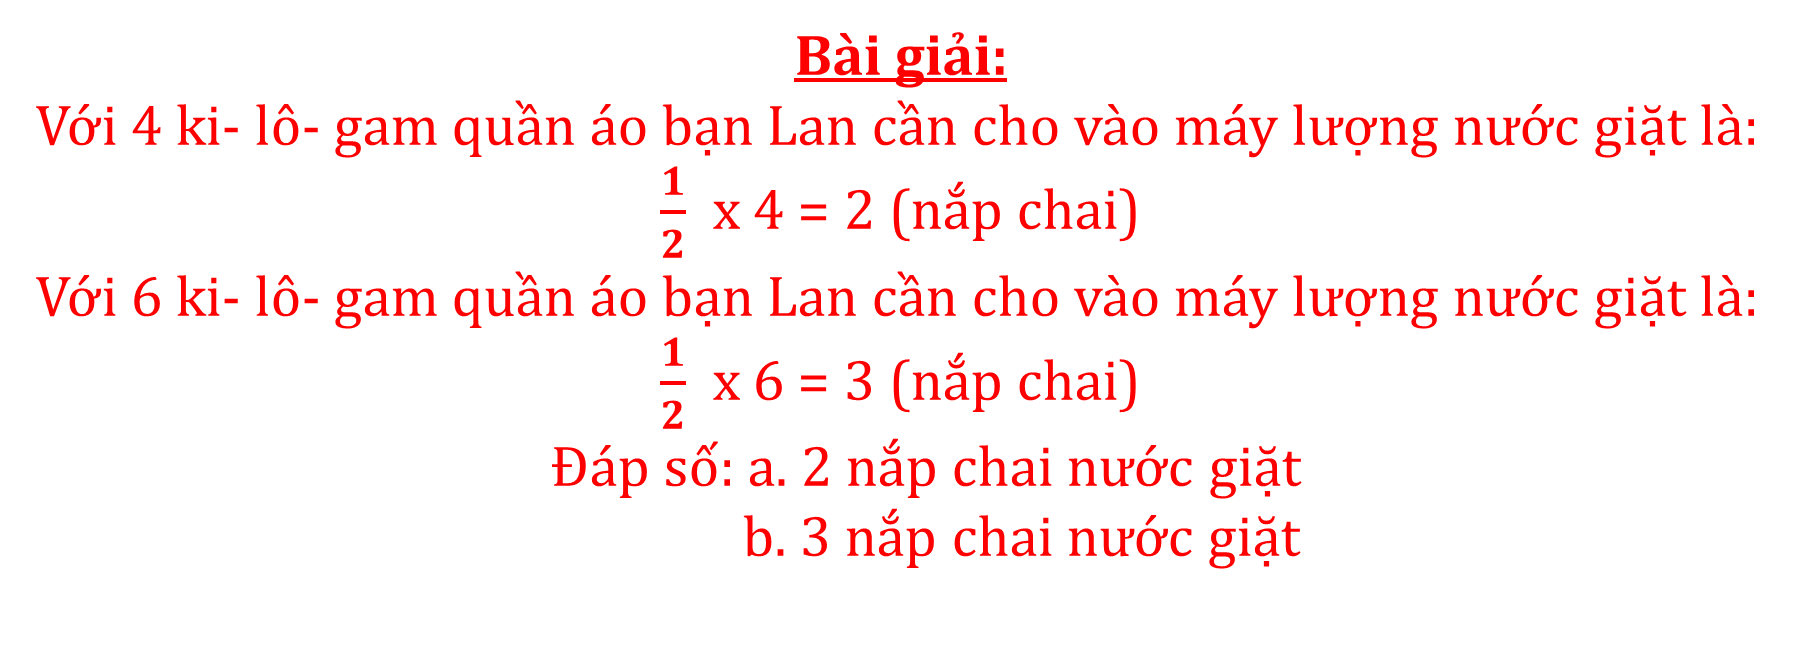 Bài giải:
Với 4 ki- lô- gam quần áo bạn Lan cần cho vào máy lượng nước giặt là:
1/2 x 4 = 2 (nắp chai)
Với 6 ki- lô- gam quần áo bạn Lan cần cho vào máy lượng nước giặt là:
1/2 x 6 = 3 (nắp chai)
Đáp số: a. 2 nắp chai nước giặt
b. 3 nắp chai nước giặt